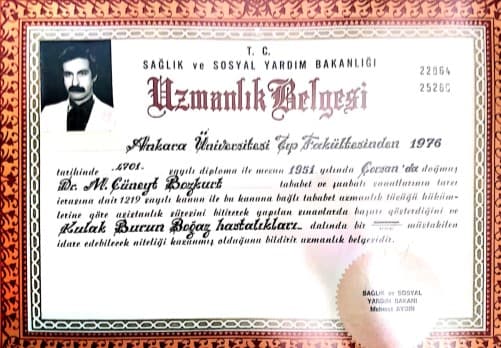 T. C.
SAĞLIK ve SOSYAL YARDIM BAKANLIĞI
Uzmanlık Belgesi
22864
Ankara Üniversitesi Tıp Fakültesinden 1976
tarihinde 4701 sayılı diploma ile mezun 1951 yılında Çorum'da doğmuş
Dr. M. Cüneyt Bozkurt tababet ve şuabatı sanatlarının tarzı
icrasına dair 1219 sayılı kanun ile bu kanuna bağlı tababet uzmanlık tüzüğü hüküm-
lerine göre asistanlık süresini bitirerek yapılan sınavlarda başarı gösterdiğini ve
Kulak Burun Boğaz hastalıkları dalında bir müstakilen
idare edebilecek niteliği kazanmış olduğunu bildirir uzmanlık belgesidir.
SAĞLIK ve SOSYAL
YARDIM BAKANI
Mehmet AYDIN